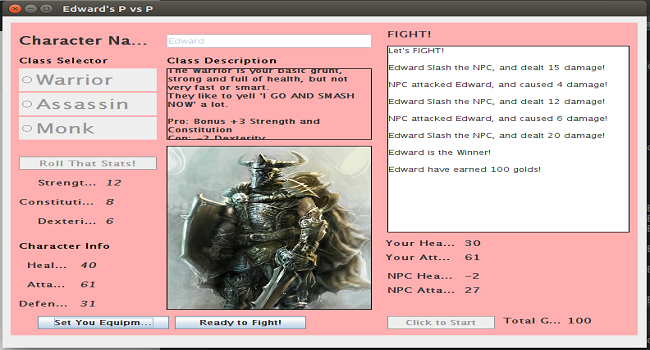 Edward's P vs P
Character Na...
Edward
Class Selector
Warrior
Assassin
Monk
Class Description
The Warrior is your basic grunt,
strong and full of health, but not
very fast or smart.
They like to yell 'I GO AND SMASH
NOW' a lot.
Pro: Bonus +3 Strength and
Constitution
Con: -2 Dexterity
Roll That Stats!
Strengt... 12
Constituti... 8
Dexteri... 6
Character Info
Heal... 40
Atta... 61
Defen... 31
Set You Equipm...
Ready to Fight!
FIGHT!
Let's FIGHT!
Edward Slash the NPC, and dealt 15 damage!
NPC attacked Edward, and caused 4 damage!
Edward Slash the NPC, and dealt 12 damage!
NPC attacked Edward, and caused 6 damage!
Edward Slash the NPC, and dealt 20 damage!
Edward is the Winner!
Edward have earned 100 golds!
Your Hea... 30
Your Att... 61
NPC Hea... -2
NPC Atta... 27
Click to Start
Total G... 100